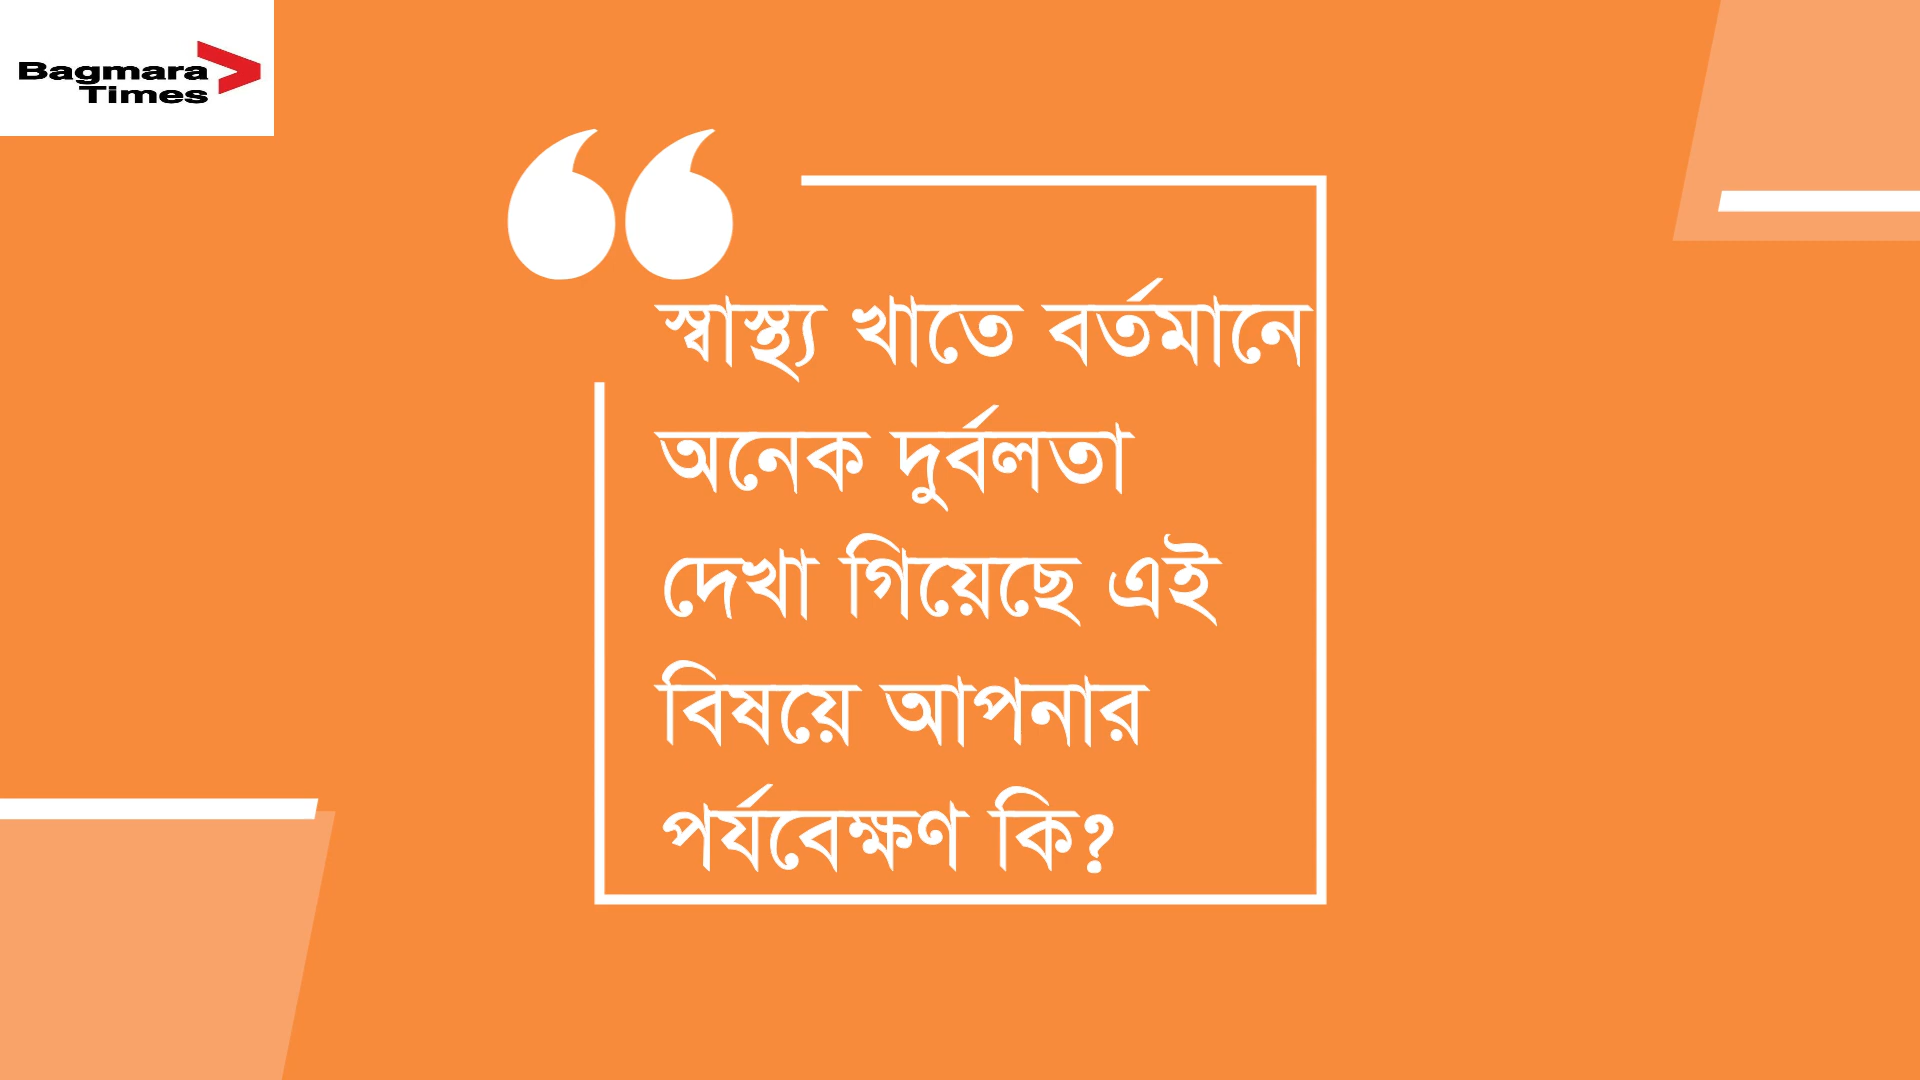 Bagmara
Times
স্বাস্থ্য খাতে বর্তমানে
অনেক দুর্বলতা
দেখা গিয়েছে এই
বিষয়ে আপনার
পর্যবেক্ষণ কি?